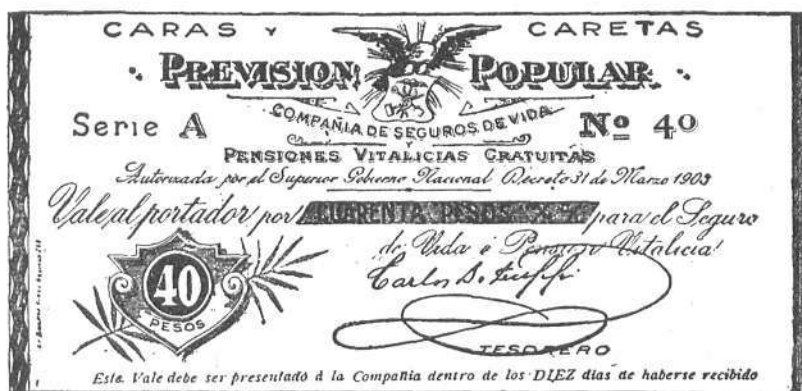 CARAS Y CARETAS
PREVISION POPULAR
COMPAÑIA DE SEGUROS DE VIDA
Y
PENSIONES VITALICIAS GRATUITAS
Serie A Nº 40
Autorizada por el Superior Gobierno Nacional Decreto 31 de Marzo 1903
Vale al portador por CUARENTA PESOS para el Seguro
de Vida é Pension Vitalicia
40
PESOS
Carlos
TESORERO
Este Vale debe ser presentado á la Compañia dentro de los DIEZ dias de haberse recibido